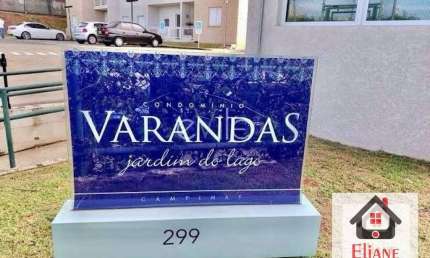 CONDOMÍNIO
VARANDAS
jardim do lago
CAMPINAS
299
ELIANE